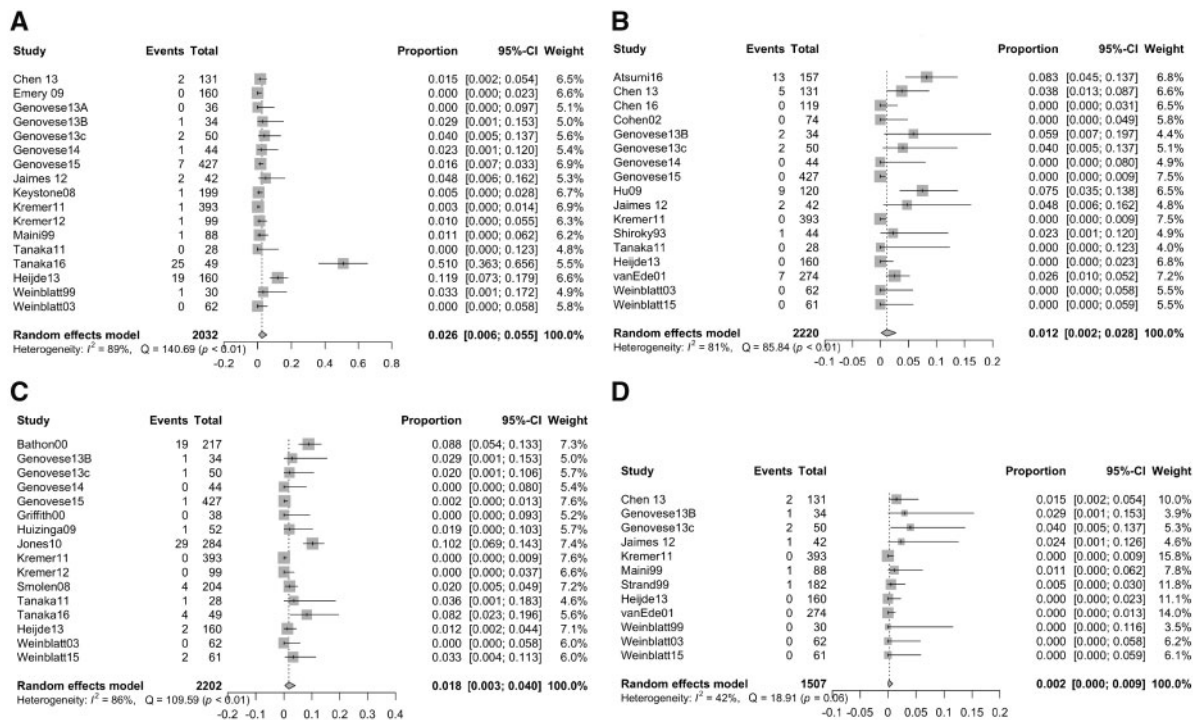 A
Study Events Total Proportion 95%-CI Weight
Chen 13 2 131 0.015 [0.002; 0.054] 6.5%
Emery 09 0 160 0.000 [0.000; 0.023] 6.7%
Genovese13A 0 36 0.000 [0.000; 0.097] 5.1%
Genovese13B 1 34 0.029 [0.001; 0.153] 5.0%
Genovese13c 2 50 0.040 [0.005; 0.137] 5.6%
Genovese14 1 44 0.023 [0.001; 0.120] 5.4%
Genovese15 7 427 0.016 [0.007; 0.033] 6.9%
Jaimes 12 2 42 0.048 [0.006; 0.162] 5.3%
Keystone08 1 199 0.005 [0.000; 0.028] 6.7%
Kremer11 1 393 0.003 [0.000; 0.014] 6.9%
Kremer12 1 99 0.010 [0.000; 0.055] 6.3%
Maini99 1 88 0.011 [0.000; 0.062] 6.2%
Tanaka11 0 28 0.000 [0.000; 0.123] 4.8%
Tanaka16 25 49 0.510 [0.363; 0.656] 5.5%
Heijde13 19 160 0.119 [0.073; 0.179] 6.7%
Weinblatt99 1 30 0.033 [0.001; 0.172] 4.9%
Weinblatt03 0 62 0.000 [0.000; 0.058] 5.8%
Random effects model 2032 0.026 [0.006; 0.055] 100.0%
Heterogeneity: I² = 89%, Q = 140.69 (p < 0.01)
-0.2 0 0.2 0.4 0.6 0.8
B
Study Events Total Proportion 95%-CI Weight
Atsumi16 13 157 0.083 [0.045; 0.137] 6.8%
Chen 13 5 131 0.038 [0.013; 0.087] 6.6%
Chen 16 0 119 0.000 [0.000; 0.031] 6.5%
Cohen02 0 74 0.000 [0.000; 0.049] 5.8%
Genovese13B 2 34 0.059 [0.007; 0.197] 4.4%
Genovese13c 2 50 0.040 [0.005; 0.137] 5.1%
Genovese14 0 44 0.000 [0.000; 0.080] 4.9%
Genovese15 0 427 0.000 [0.000; 0.009] 7.5%
Hu09 9 120 0.075 [0.035; 0.138] 6.5%
Jaimes 12 2 42 0.048 [0.006; 0.162] 4.8%
Kremer11 0 393 0.000 [0.000; 0.009] 7.5%
Shiroky93 1 44 0.023 [0.001; 0.120] 4.9%
Tanaka11 0 28 0.000 [0.000; 0.123] 4.0%
Heijde13 0 160 0.000 [0.000; 0.023] 6.8%
vanEde01 7 274 0.026 [0.010; 0.052] 7.2%
Weinblatt03 0 62 0.000 [0.000; 0.058] 5.5%
Weinblatt15 0 61 0.000 [0.000; 0.059] 5.5%
Random effects model 2220 0.012 [0.002; 0.028] 100.0%
Heterogeneity: I² = 81%, Q = 85.84 (p < 0.01)
-0.1 -0.05 0 0.05 0.1 0.15
C
Study Events Total Proportion 95%-CI Weight
Bathon00 19 217 0.088 [0.054; 0.133] 7.3%
Genovese13B 1 34 0.029 [0.001; 0.153] 4.9%
Genovese13c 1 50 0.020 [0.001; 0.106] 5.7%
Genovese14 0 44 0.000 [0.000; 0.080] 5.4%
Genovese15 1 427 0.002 [0.000; 0.013] 7.6%
Griffith00 0 38 0.000 [0.000; 0.093] 5.2%
Huizinga09 1 52 0.019 [0.000; 0.103] 5.7%
Jones10 29 284 0.102 [0.069; 0.143] 7.4%
Kremer11 0 393 0.000 [0.000; 0.009] 7.6%
Kremer12 0 99 0.000 [0.000; 0.037] 6.6%
Smolen08 4 204 0.020 [0.005; 0.049] 7.2%
Tanaka11 1 28 0.036 [0.001; 0.183] 4.6%
Tanaka16 4 49 0.082 [0.023; 0.196] 5.6%
Heijde13 2 160 0.012 [0.002; 0.044] 7.1%
Weinblatt03 0 62 0.000 [0.000; 0.058] 6.0%
Weinblatt15 2 61 0.033 [0.004; 0.113] 6.0%
Random effects model 2202 0.018 [0.003; 0.040] 100.0%
Heterogeneity: I² = 86%, Q = 109.59 (p < 0.01)
-0.2 -0.1 0 0.1 0.2 0.3 0.4
D
Study Events Total Proportion 95%-CI Weight
Chen 13 2 131 0.015 [0.002; 0.054] 10.0%
Genovese13B 1 34 0.029 [0.001; 0.153] 3.9%
Genovese13c 2 50 0.040 [0.005; 0.137] 5.3%
Jaimes 12 1 42 0.024 [0.001; 0.126] 4.6%
Kremer11 0 393 0.000 [0.000; 0.009] 15.8%
Maini99 1 88 0.011 [0.000; 0.062] 7.8%
Strand99 1 182 0.005 [0.000; 0.030] 11.8%
Heijde13 0 160 0.000 [0.000; 0.023] 11.1%
vanEde01 0 274 0.000 [0.000; 0.013] 14.0%
Weinblatt99 0 30 0.000 [0.000; 0.116] 3.5%
Weinblatt03 0 62 0.000 [0.000; 0.058] 6.2%
Weinblatt15 0 61 0.000 [0.000; 0.059] 6.1%
Random effects model 1507 0.002 [0.000; 0.009] 100.0%
Heterogeneity: I² = 42%, Q = 18.91 (p = 0.06)
-0.1 -0.05 0 0.05 0.1 0.15 0.2